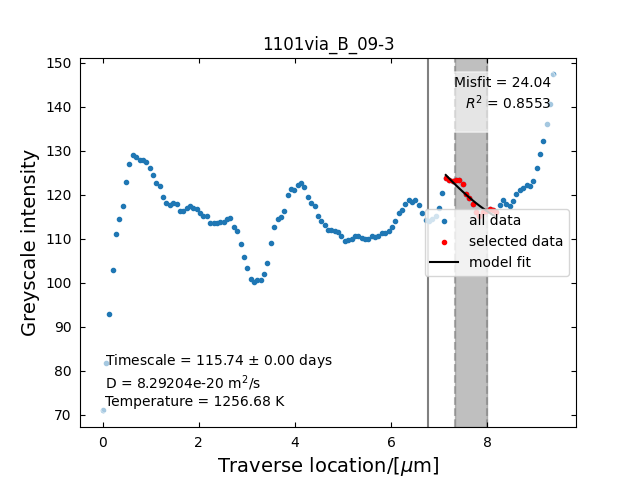 1101via_B_09-3
Misfit = 24.04
R² = 0.8553
150
140
130
120
110
100
90
80
70
Greyscale intensity
all data
selected data
model fit
Timescale = 115.74 ± 0.00 days
D = 8.29204e-20 m²/s
Temperature = 1256.68 K
0 2 4 6 8
Traverse location/[μm]